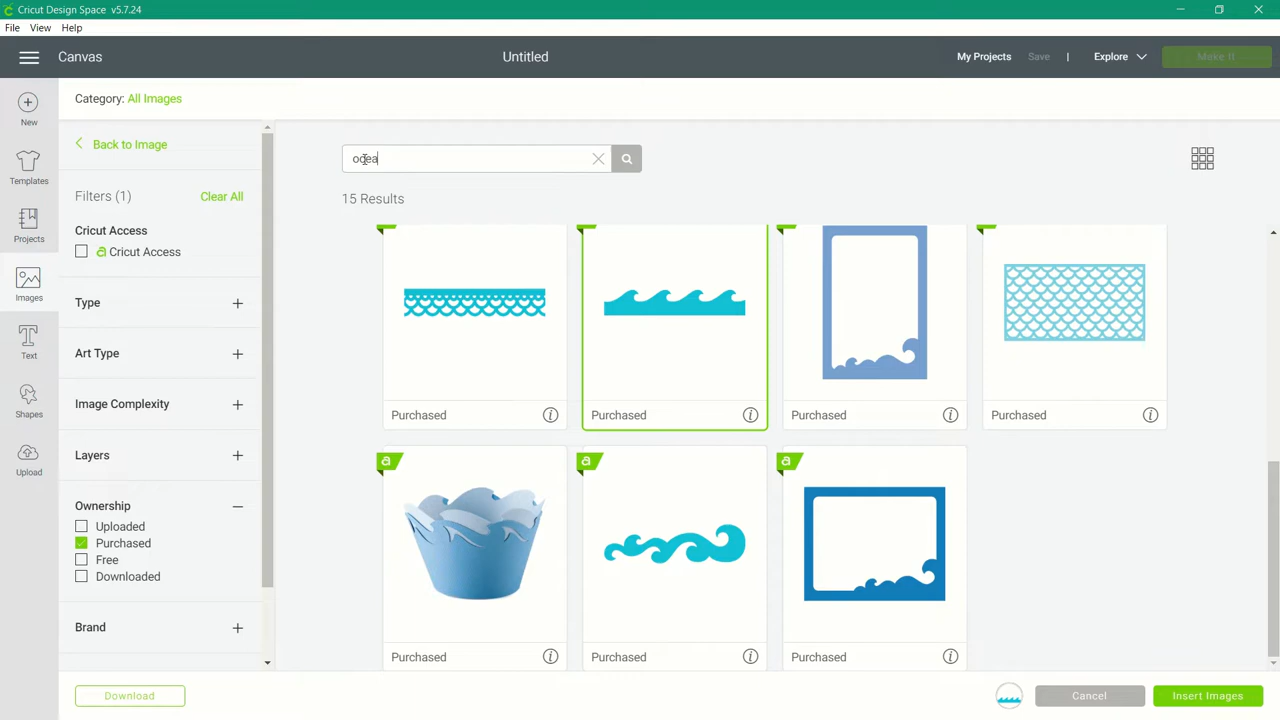 Cricut Design Space v5.7.24
File View Help
Canvas
Untitled
My Projects Save | Explore Make It
New
Templates
Projects
Images
Text
Shapes
Upload
Category: All Images
Back to Image
Filters (1) Clear All
Cricut Access
a Cricut Access
Type
Art Type
Image Complexity
Layers
Ownership
Uploaded
Purchased
Free
Downloaded
Brand
ocea
15 Results
Purchased
Purchased
Purchased
Purchased
a
a
a
Purchased
Purchased
Purchased
Download
Cancel
Insert Images